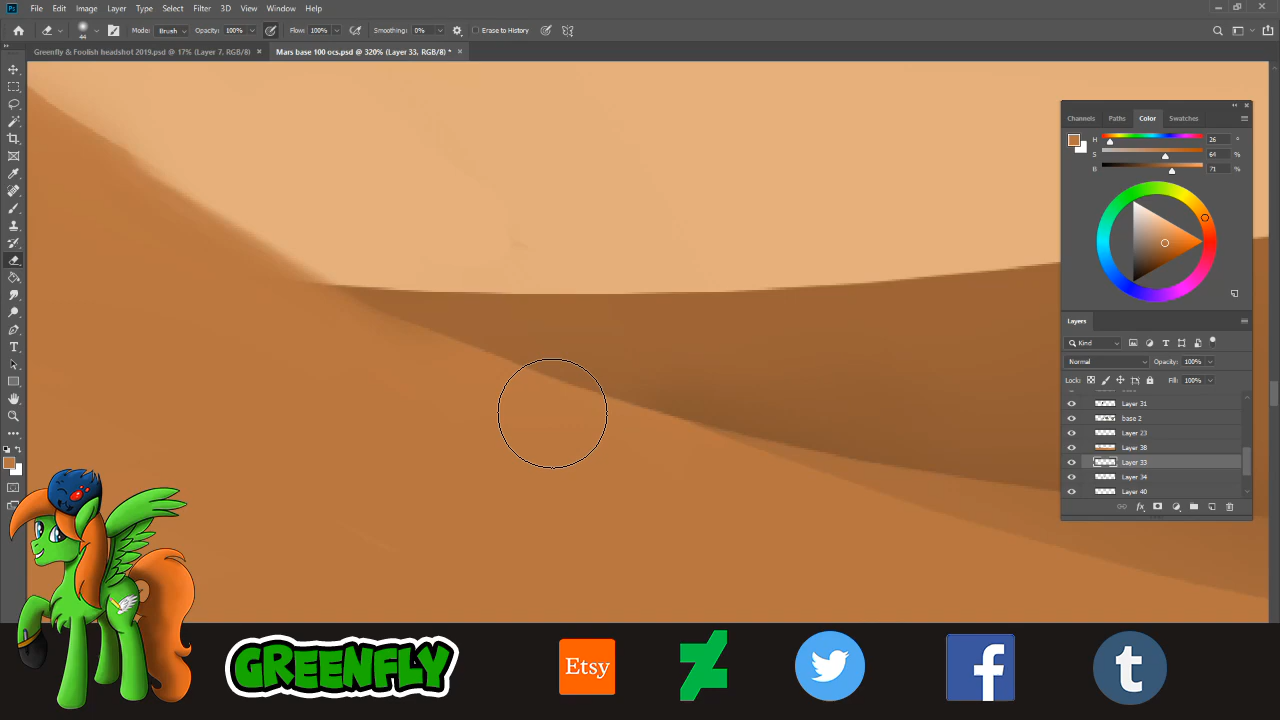 Ps File Edit Image Layer Type Select Filter 3D View Window Help
44 Mode: Brush Opacity: 100% Flow: 100% Smoothing: 0% Erase to History
Greenfly & Foolish headshot 2019.psd @ 17% (Layer 7, RGB/8) × Mars base 100 ocs.psd @ 320% (Layer 33, RGB/8) * ×
Channels Paths Color Swatches
H 26 °
S 64 %
B 71 %
Layers
Kind
Normal Opacity: 100%
Lock: Fill: 100%
Layer 31
base 2
Layer 23
Layer 38
Layer 33
Layer 34
Layer 40
fx
GREENFLY Etsy f t